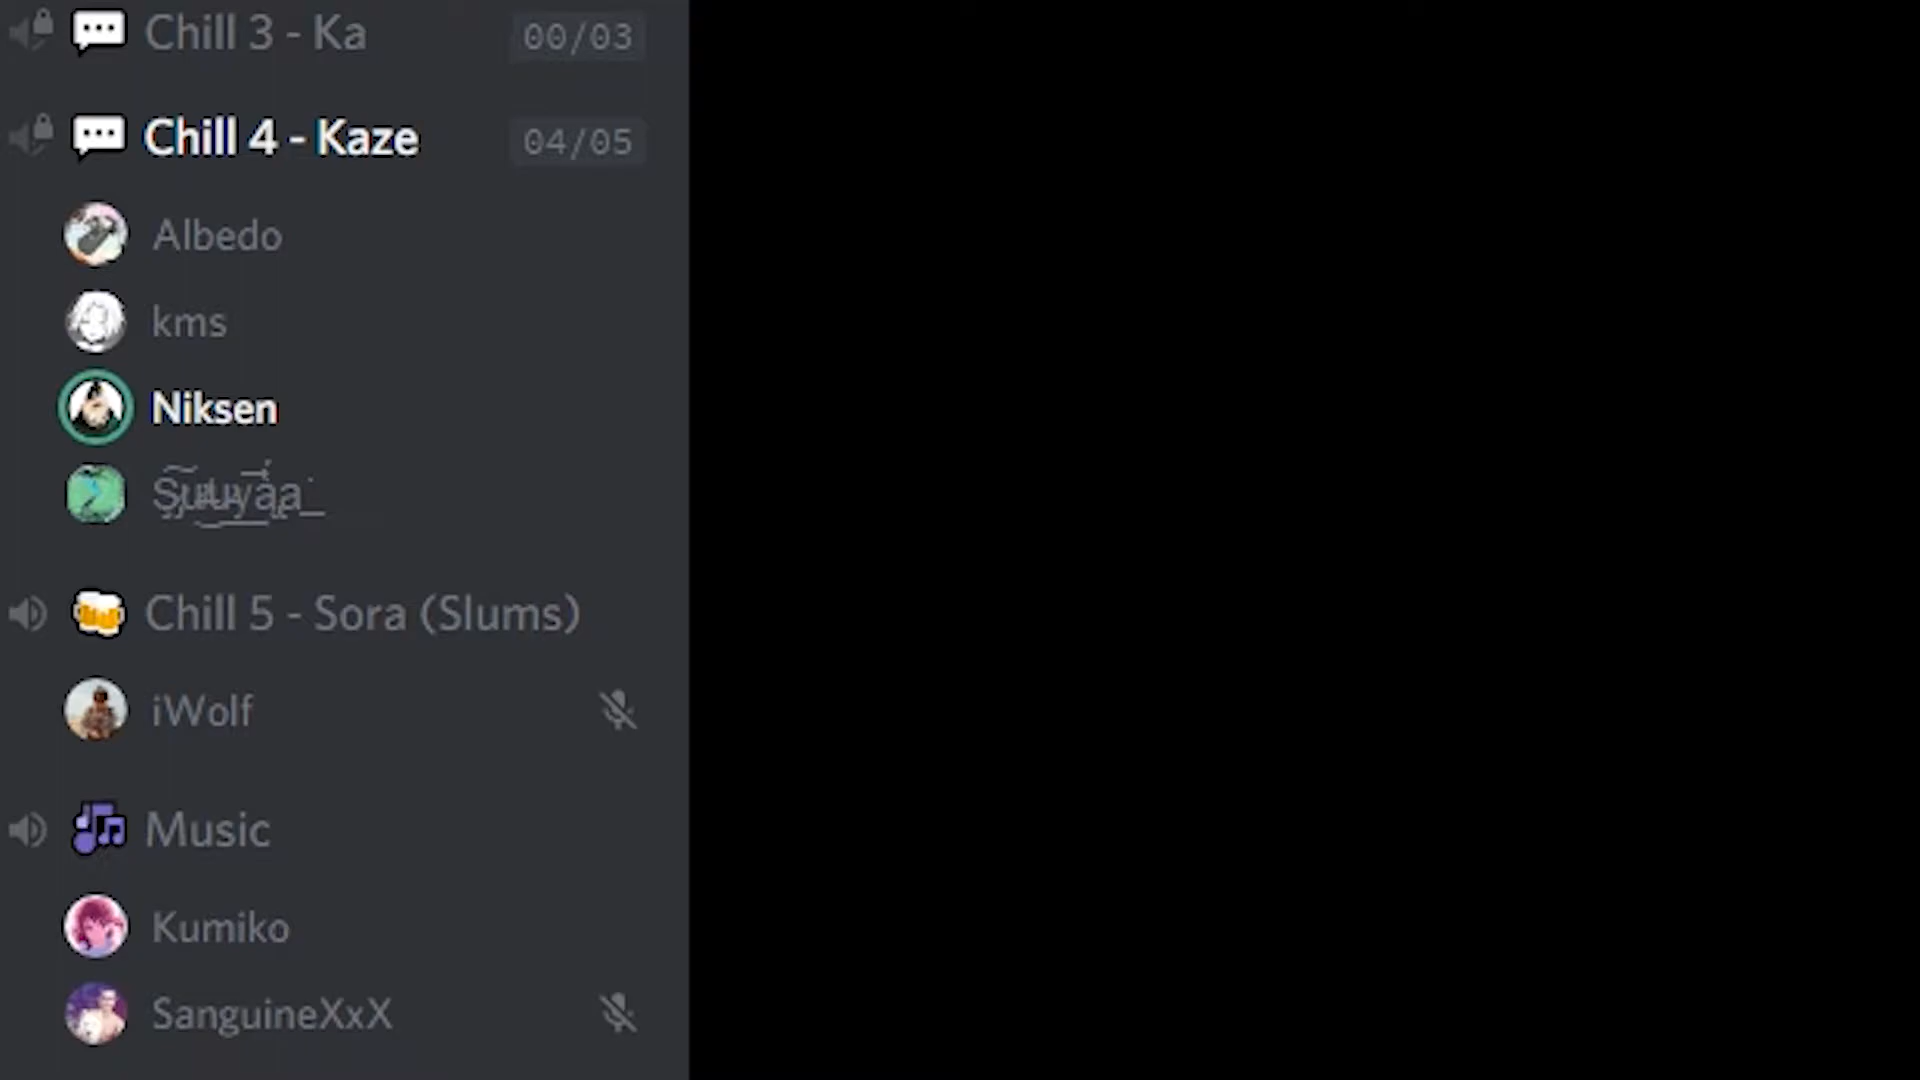 Chill 3 - Ka 00/03
Chill 4 - Kaze 04/05
Albedo
kms
Niksen
Chill 5 - Sora (Slums)
iWolf
Music
Kumiko
SanguineXxX